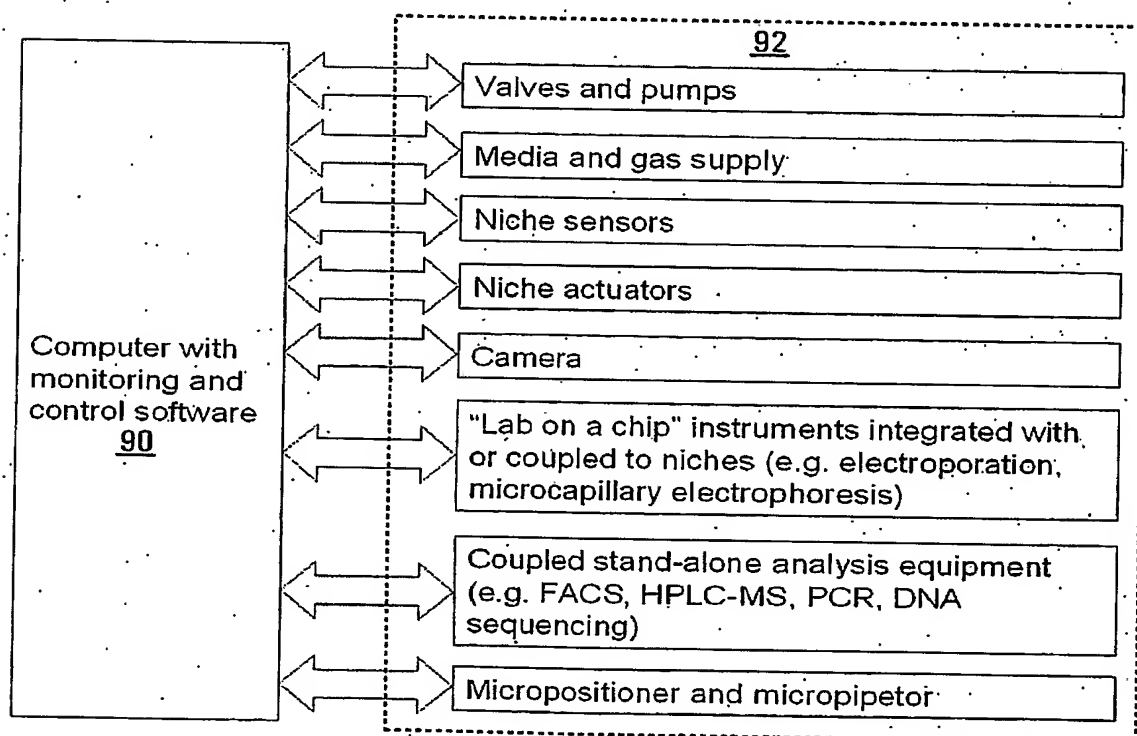 92
Valves and pumps
Media and gas supply
Niche sensors
Niche actuators
Camera
Computer with
monitoring and
control software
90
"Lab on a chip" instruments integrated with
or coupled to niches (e.g. electroporation,
microcapillary electrophoresis)
Coupled stand-alone analysis equipment
(e.g. FACS, HPLC-MS, PCR, DNA
sequencing)
Micropositioner and micropipetor